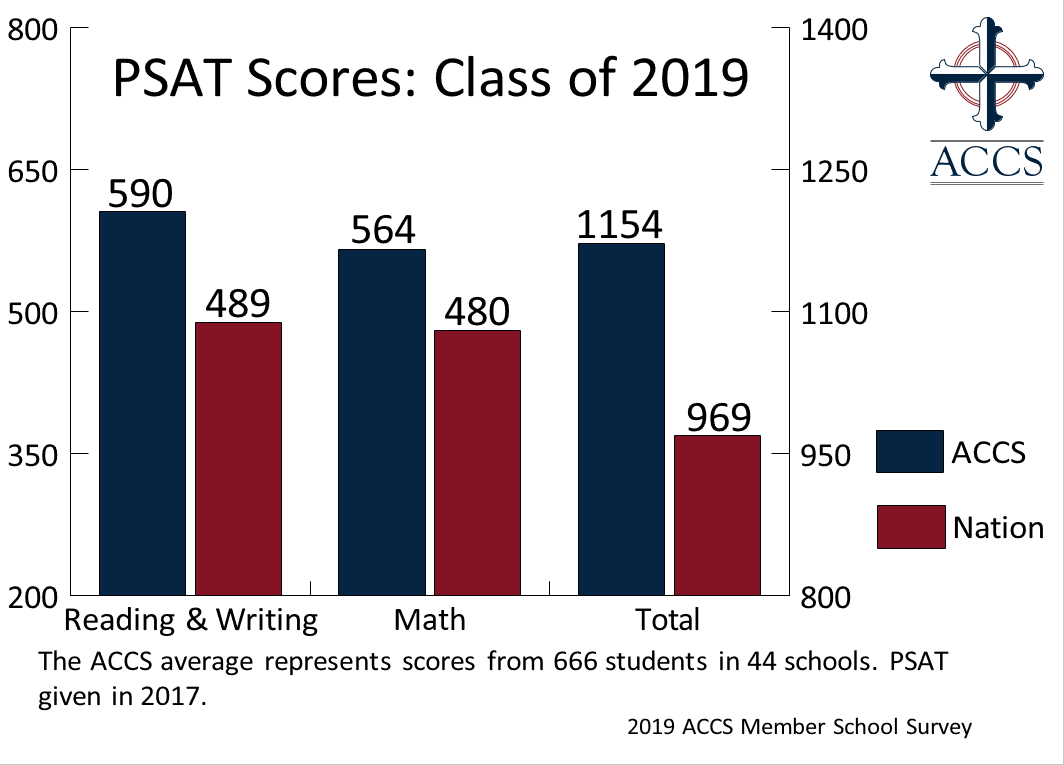 PSAT Scores: Class of 2019
800
650
500
350
200
1400
1250
1100
950
800
590
489
564
480
1154
969
Reading & Writing
Math
Total
ACCS
ACCS
Nation
The ACCS average represents scores from 666 students in 44 schools. PSAT
given in 2017.
2019 ACCS Member School Survey